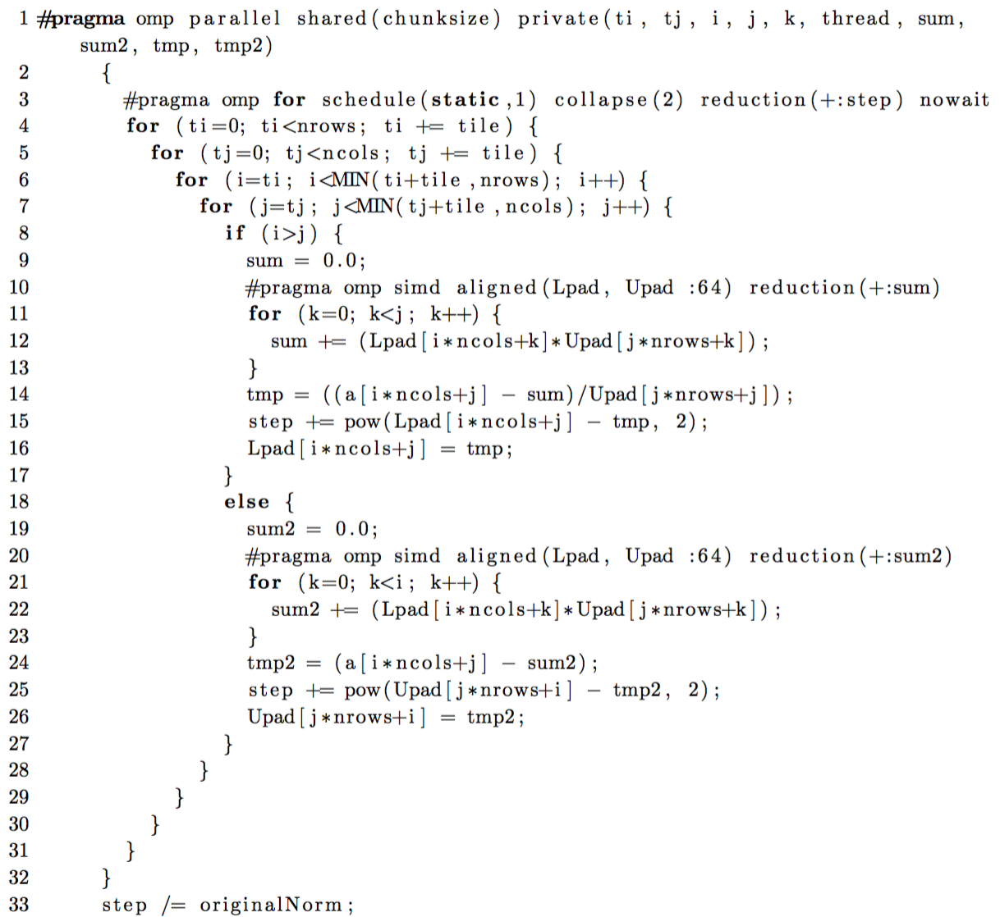 1 #pragma omp parallel shared(chunksize) private(ti, tj, i, j, k, thread, sum,
sum2, tmp, tmp2)
2 {
3 #pragma omp for schedule(static,1) collapse(2) reduction(+:step) nowait
4 for (ti=0; ti<nrows; ti += tile) {
5 for (tj=0; tj<ncols; tj += tile) {
6 for (i=ti; i<MIN(ti+tile,nrows); i++) {
7 for (j=tj; j<MIN(tj+tile,ncols); j++) {
8 if (i>j) {
9 sum = 0.0;
10 #pragma omp simd aligned(Lpad, Upad :64) reduction(+:sum)
11 for (k=0; k<j; k++) {
12 sum += (Lpad[i*ncols+k]*Upad[j*nrows+k]);
13 }
14 tmp = ((a[i*ncols+j] - sum)/Upad[j*nrows+j]);
15 step += pow(Lpad[i*ncols+j] - tmp, 2);
16 Lpad[i*ncols+j] = tmp;
17 }
18 else {
19 sum2 = 0.0;
20 #pragma omp simd aligned(Lpad, Upad :64) reduction(+:sum2)
21 for (k=0; k<i; k++) {
22 sum2 += (Lpad[i*ncols+k]*Upad[j*nrows+k]);
23 }
24 tmp2 = (a[i*ncols+j] - sum2);
25 step += pow(Upad[j*nrows+i] - tmp2, 2);
26 Upad[j*nrows+i] = tmp2;
27 }
28 }
29 }
30 }
31 }
32 }
33 step /= originalNorm;